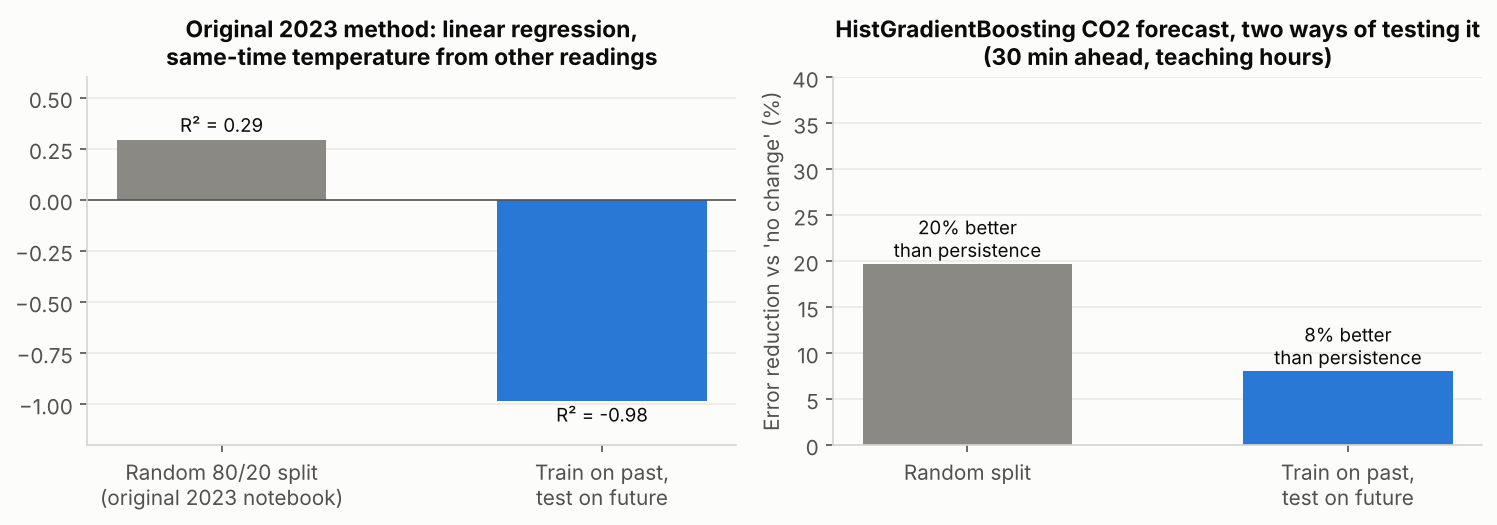 Original 2023 method: linear regression,
same-time temperature from other readings
0.50
0.25
0.00
−0.25
−0.50
−0.75
−1.00
R² = 0.29
R² = -0.98
Random 80/20 split
(original 2023 notebook)
Train on past,
test on future
HistGradientBoosting CO2 forecast, two ways of testing it
(30 min ahead, teaching hours)
Error reduction vs 'no change' (%)
40
35
30
25
20
15
10
5
0
20% better
than persistence
8% better
than persistence
Random split
Train on past,
test on future